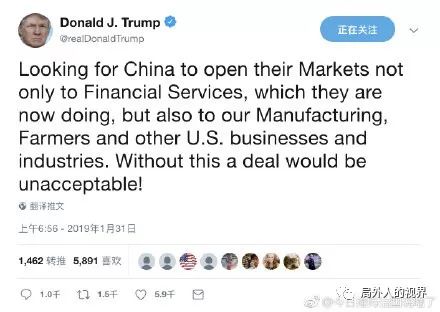 Donald J. Trump
@realDonaldTrump
正在关注
Looking for China to open their Markets not
only to Financial Services, which they are
now doing, but also to our Manufacturing,
Farmers and other U.S. businesses and
industries. Without this a deal would be
unacceptable!
翻译推文
上午6:56 - 2019年1月31日
1,462 转推 5,891 喜欢
1.0千 1.5千 5.9千
局外人的视界